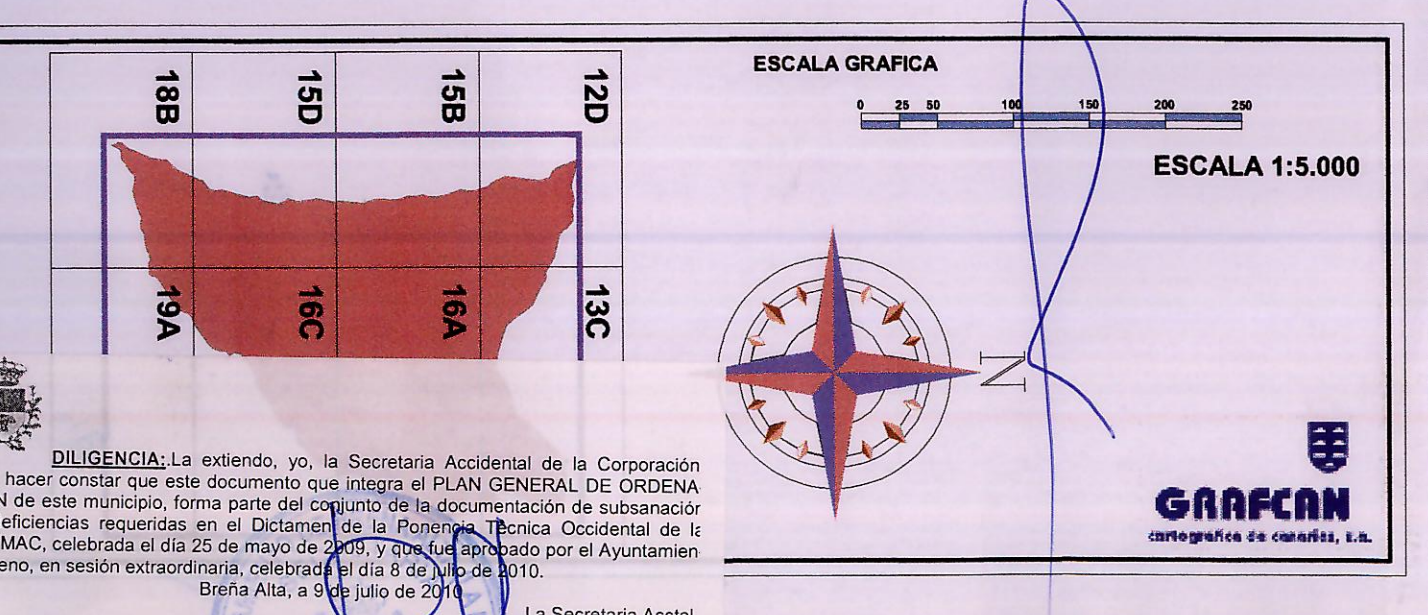 18B
15D
15B
12D
19A
16C
16A
13C
ESCALA GRAFICA
0 25 50 100 150 200 250
ESCALA 1:5.000
N
GRAFCAN
cartografica de canarias, s.a.
DILIGENCIA:.La extiendo, yo, la Secretaria Accidental de la Corporación
hacer constar que este documento que integra el PLAN GENERAL DE ORDENA
N de este municipio, forma parte del conjunto de la documentación de subsanación
eficiencias requeridas en el Dictamen de la Ponencia Técnica Occidental de la
MAC, celebrada el día 25 de mayo de 2009, y que fue aprobado por el Ayuntamien
eno, en sesión extraordinaria, celebrada el día 8 de julio de 2010.
Breña Alta, a 9 de julio de 2010
La Secretaria Acctal